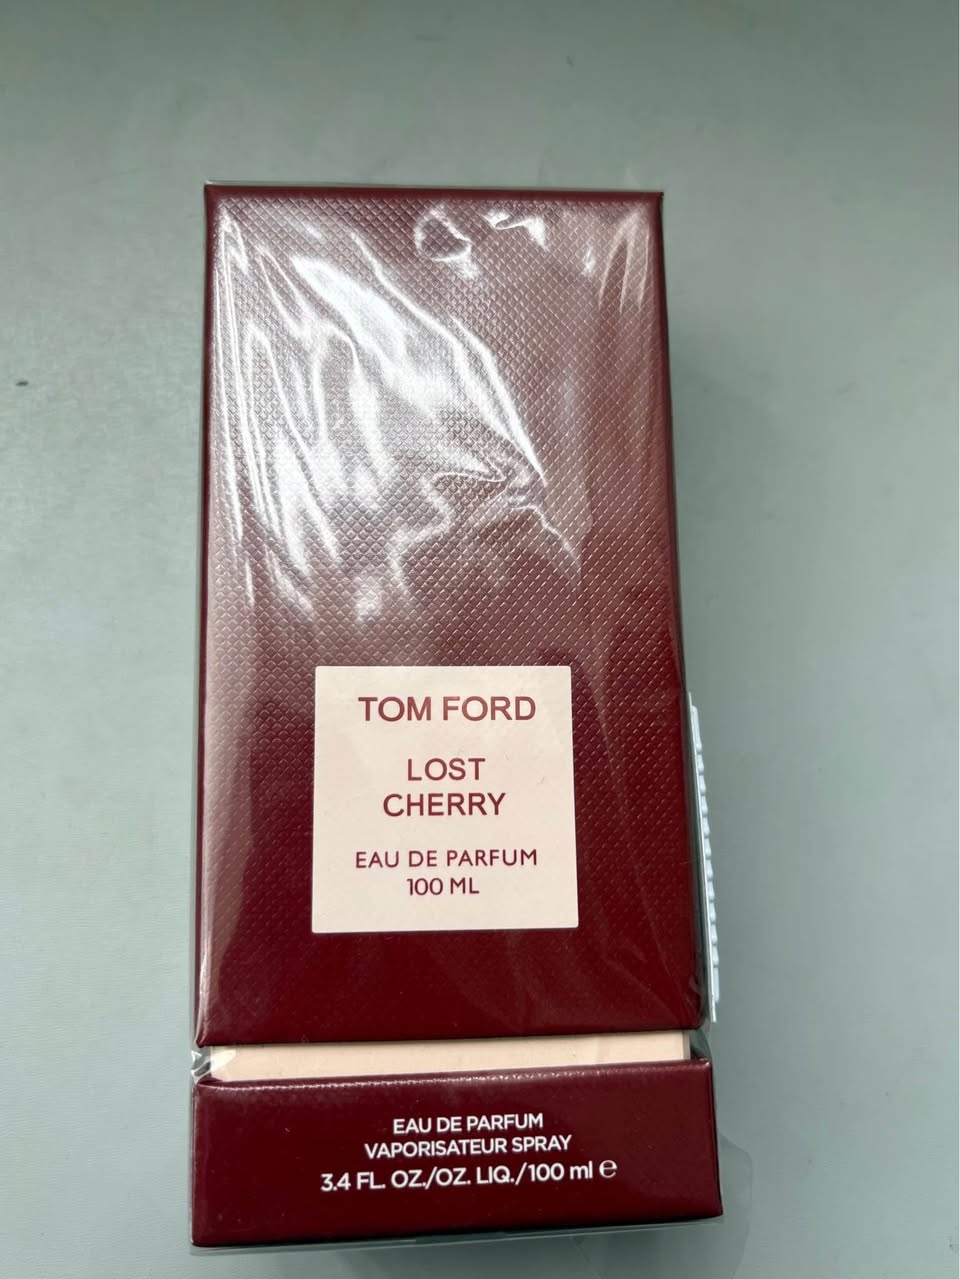 TOM FORD
LOST
CHERRY
EAU DE PARFUM
100 ML
EAU DE PARFUM
VAPORISATEUR SPRAY
3.4 FL. OZ./OZ. LIQ./100 ml ℮